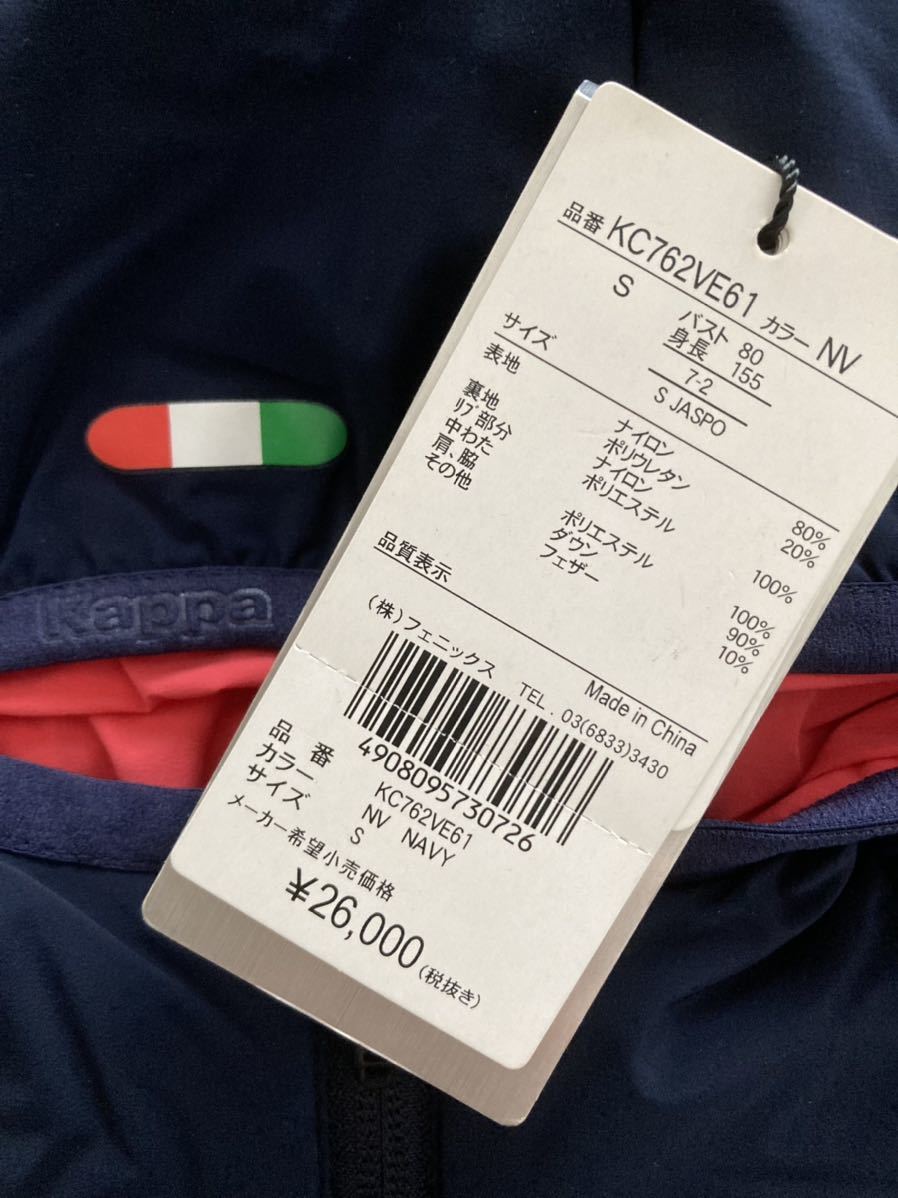 品番 KC762VE61 カラー NV
S
バスト 80
身長 155
7-2
S JASPO
サイズ
表地 ナイロン 80%
ポリウレタン 20%
裏地 ナイロン 100%
リブ部分 ポリエステル
中わた
肩、脇 ポリエステル 100%
その他 ダウン 90%
フェザー 10%
品質表示
(株)フェニックス TEL. 03(6833)3430
Made in China
4908095730726
品 番 KC762VE61
カラー NV NAVY
サイズ S
メーカー希望小売価格
¥26,000 (税抜き)
Kappa